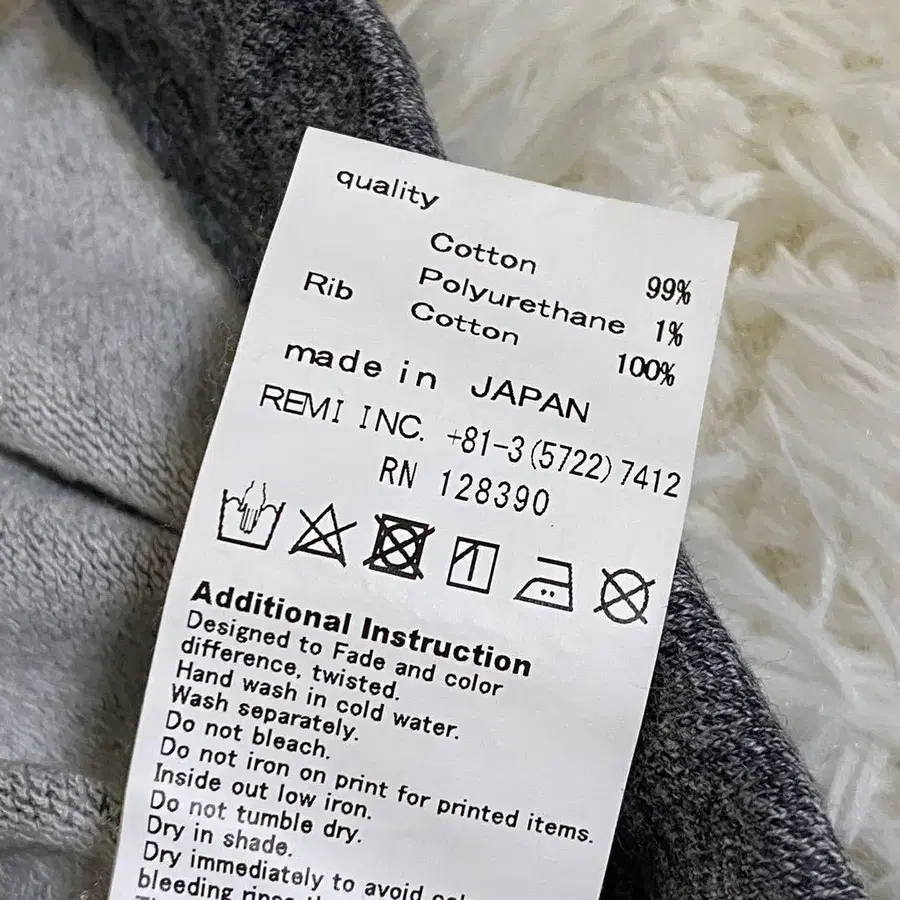 quality
Cotton 99%
Polyurethane 1%
Rib Cotton 100%
made in JAPAN
REMI INC. +81-3(5722)7412
RN 128390
Additional Instruction
Designed to Fade and color
difference, twisted.
Hand wash in cold water.
Wash separately.
Do not bleach.
Do not iron on print for printed items.
Inside out low iron.
Do not tumble dry.
Dry in shade.
Dry immediately to avoid
bleeding